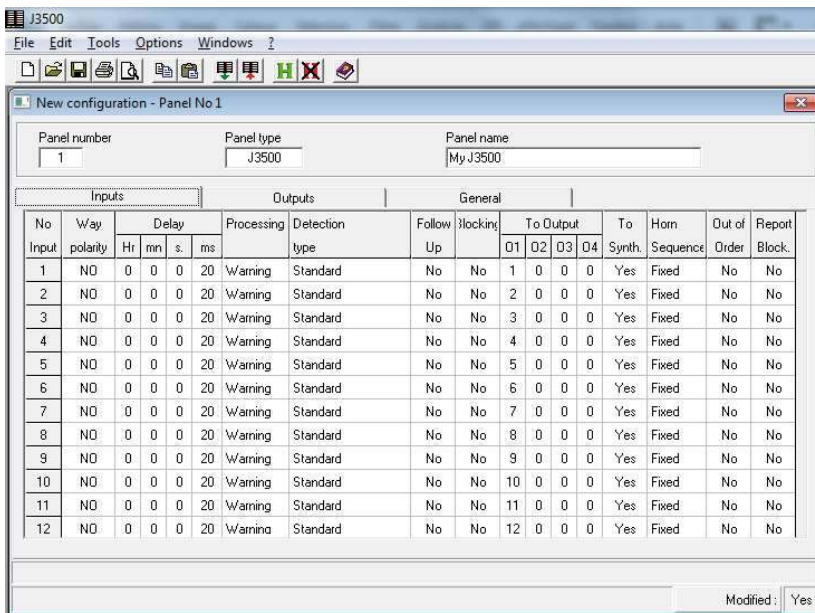 J3500
File Edit Tools Options Windows ?
New configuration - Panel No 1
Panel number Panel type Panel name
1 J3500 My J3500
Inputs Outputs General
No Way Delay Processing Detection Follow Blocking To Output To Horn Out of Report
Input polarity Hr mn s. ms type Up O1 O2 O3 O4 Synth. Sequence Order Block.
1 NO 0 0 0 20 Warning Standard No No 1 0 0 0 Yes Fixed No No
2 NO 0 0 0 20 Warning Standard No No 2 0 0 0 Yes Fixed No No
3 NO 0 0 0 20 Warning Standard No No 3 0 0 0 Yes Fixed No No
4 NO 0 0 0 20 Warning Standard No No 4 0 0 0 Yes Fixed No No
5 NO 0 0 0 20 Warning Standard No No 5 0 0 0 Yes Fixed No No
6 NO 0 0 0 20 Warning Standard No No 6 0 0 0 Yes Fixed No No
7 NO 0 0 0 20 Warning Standard No No 7 0 0 0 Yes Fixed No No
8 NO 0 0 0 20 Warning Standard No No 8 0 0 0 Yes Fixed No No
9 NO 0 0 0 20 Warning Standard No No 9 0 0 0 Yes Fixed No No
10 NO 0 0 0 20 Warning Standard No No 10 0 0 0 Yes Fixed No No
11 NO 0 0 0 20 Warning Standard No No 11 0 0 0 Yes Fixed No No
12 NO 0 0 0 20 Warning Standard No No 12 0 0 0 Yes Fixed No No
Modified : Yes